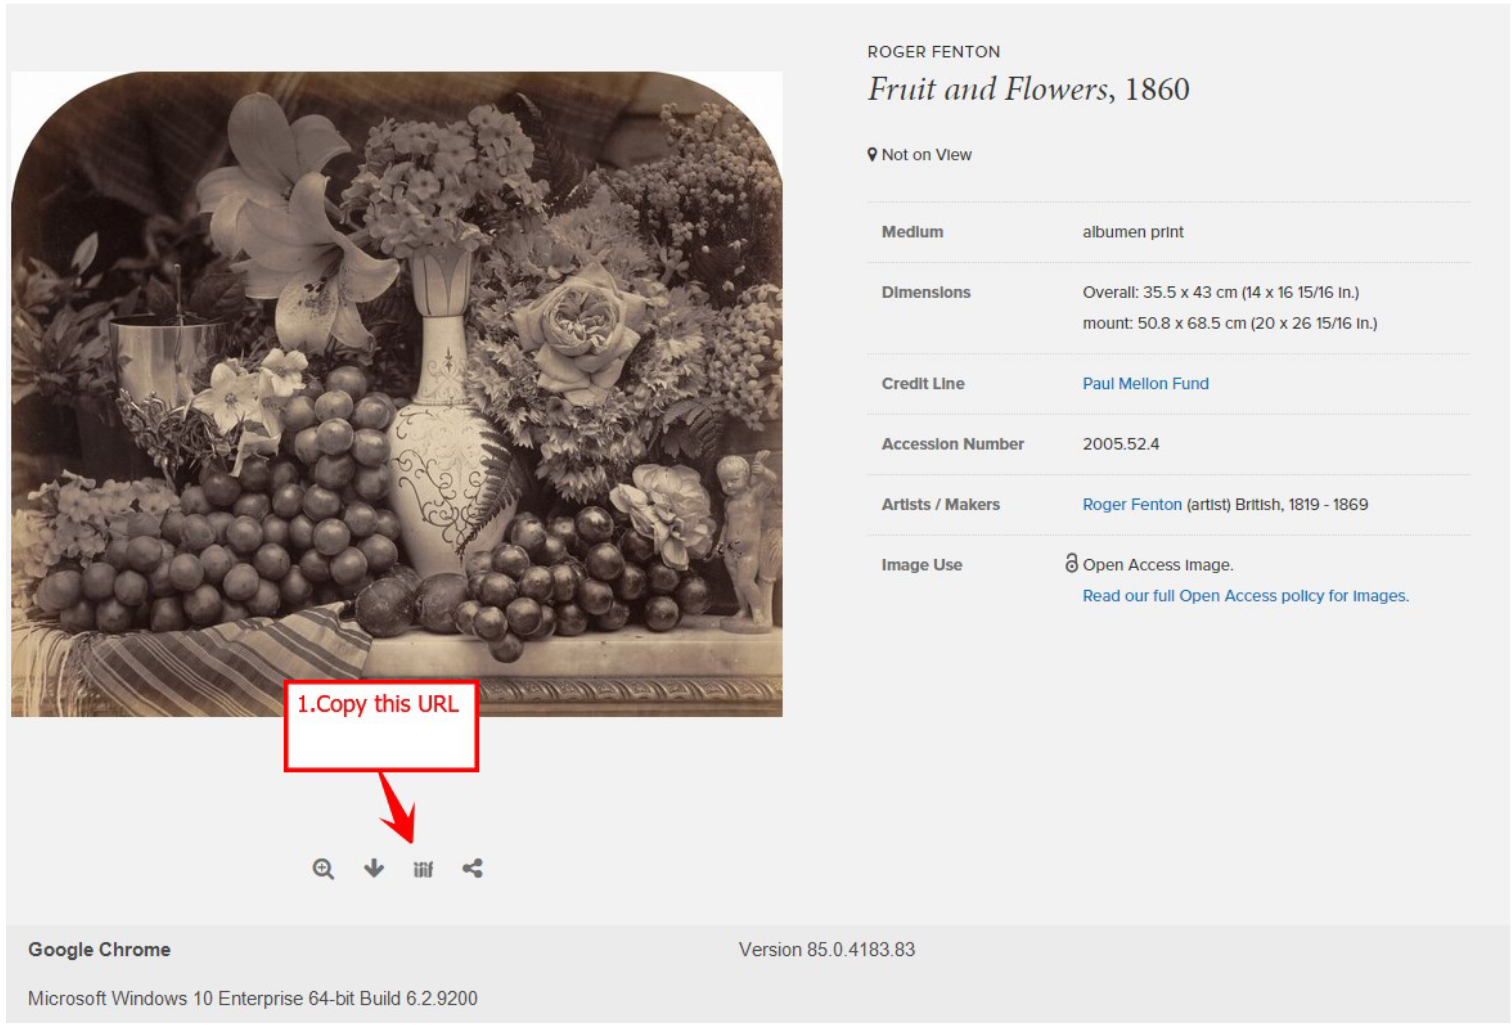 ROGER FENTON
Fruit and Flowers, 1860
Not on View
Medium albumen print
Dimensions Overall: 35.5 x 43 cm (14 x 16 15/16 in.)
mount: 50.8 x 68.5 cm (20 x 26 15/16 in.)
Credit Line Paul Mellon Fund
Accession Number 2005.52.4
Artists / Makers Roger Fenton (artist) British, 1819 - 1869
Image Use Open Access Image.
Read our full Open Access policy for images.
1.Copy this URL
iiif
Google Chrome Version 85.0.4183.83
Microsoft Windows 10 Enterprise 64-bit Build 6.2.9200